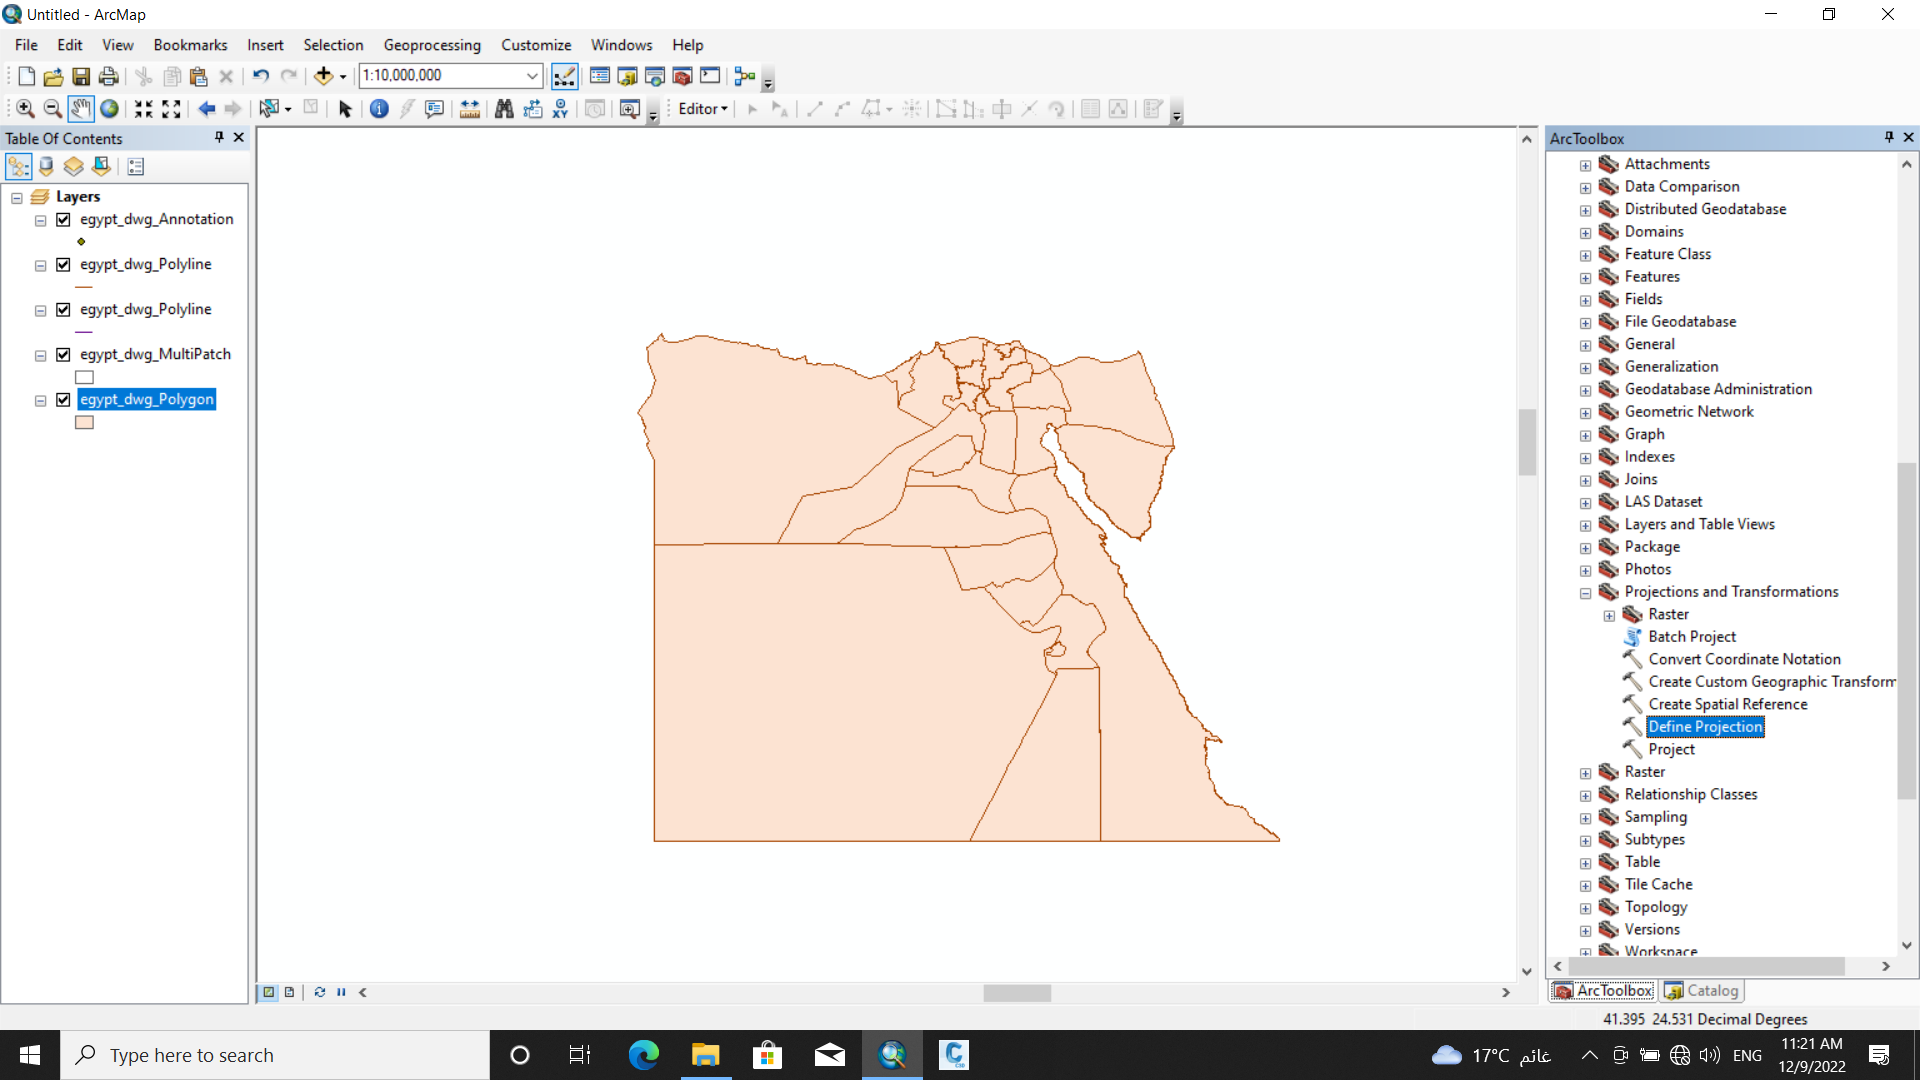 Untitled - ArcMap
File Edit View Bookmarks Insert Selection Geoprocessing Customize Windows Help
1:10,000,000
Editor
Table Of Contents
Layers
egypt_dwg_Annotation
egypt_dwg_Polyline
egypt_dwg_Polyline
egypt_dwg_MultiPatch
egypt_dwg_Polygon
ArcToolbox
Attachments
Data Comparison
Distributed Geodatabase
Domains
Feature Class
Features
Fields
File Geodatabase
General
Generalization
Geodatabase Administration
Geometric Network
Graph
Indexes
Joins
LAS Dataset
Layers and Table Views
Package
Photos
Projections and Transformations
Raster
Batch Project
Convert Coordinate Notation
Create Custom Geographic Transform
Create Spatial Reference
Define Projection
Project
Raster
Relationship Classes
Sampling
Subtypes
Table
Tile Cache
Topology
Versions
Workspace
ArcToolbox Catalog
41.395 24.531 Decimal Degrees
Type here to search
17°C غائم
ENG
11:21 AM
12/9/2022